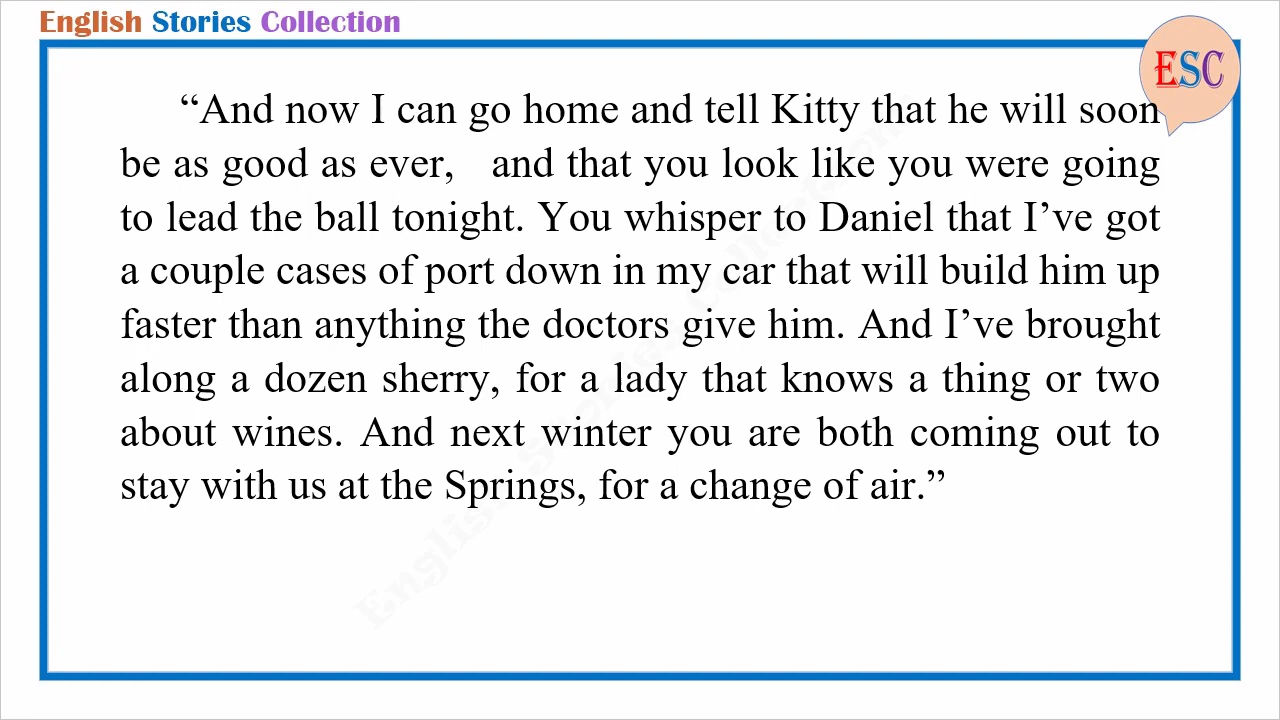 English Stories Collection
ESC
“And now I can go home and tell Kitty that he will soon
be as good as ever, and that you look like you were going
to lead the ball tonight. You whisper to Daniel that I’ve got
a couple cases of port down in my car that will build him up
faster than anything the doctors give him. And I’ve brought
along a dozen sherry, for a lady that knows a thing or two
about wines. And next winter you are both coming out to
stay with us at the Springs, for a change of air.”
English Stories Collection